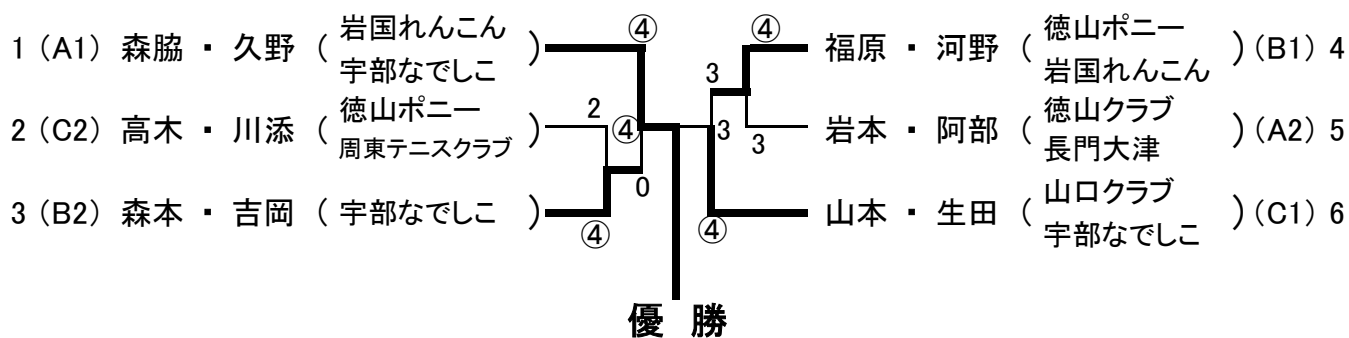 1 (A1) 森脇 ・ 久野 ( 岩国れんこん 宇部なでしこ ) ④
④ 福原 ・ 河野 ( 徳山ポニー 岩国れんこん ) (B1) 4
2 (C2) 高木 ・ 川添 ( 徳山ポニー 周東テニスクラブ ) 2 ④
3 3 3 岩本 ・ 阿部 ( 徳山クラブ 長門大津 ) (A2) 5
3 (B2) 森本 ・ 吉岡 ( 宇部なでしこ ) ④ 0
④ 山本 ・ 生田 ( 山口クラブ 宇部なでしこ ) (C1) 6
優 勝